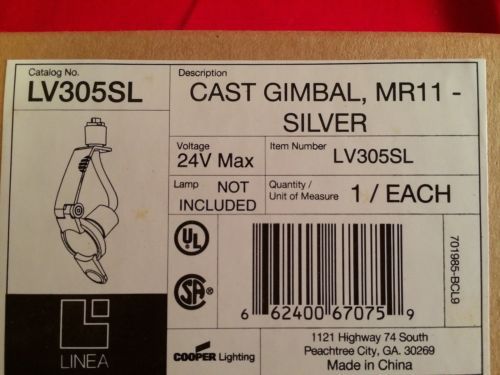 Catalog No.
LV305SL
Description
CAST GIMBAL, MR11 -
SILVER
Voltage
24V Max
Item Number
LV305SL
Lamp NOT
INCLUDED
Quantity /
Unit of Measure
1 / EACH
UL
SA
6 62400 67075 9
701985-BCL9
LINEA
COOPER Lighting
1121 Highway 74 South
Peachtree City, GA. 30269
Made in China